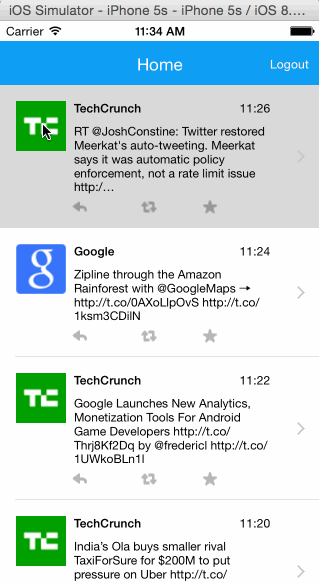 iOS Simulator - iPhone 5s - iPhone 5s / iOS 8....
Carrier 11:34 AM
Home Logout
TechCrunch 11:26
RT @JoshConstine: Twitter restored
Meerkat's auto-tweeting. Meerkat
says it was automatic policy
enforcement, not a rate limit issue
http:/…
Google 11:24
Zipline through the Amazon
Rainforest with @GoogleMaps →
http://t.co/0AXoLlpOvS http://t.co/
1ksm3CDilN
TechCrunch 11:22
Google Launches New Analytics,
Monetization Tools For Android
Game Developers http://t.co/
Thrj8Kf2Dq by @fredericl http://t.co/
1UWkoBLn1l
TechCrunch 11:20
India's Ola buys smaller rival
TaxiForSure for $200M to put
pressure on Uber http://t.co/